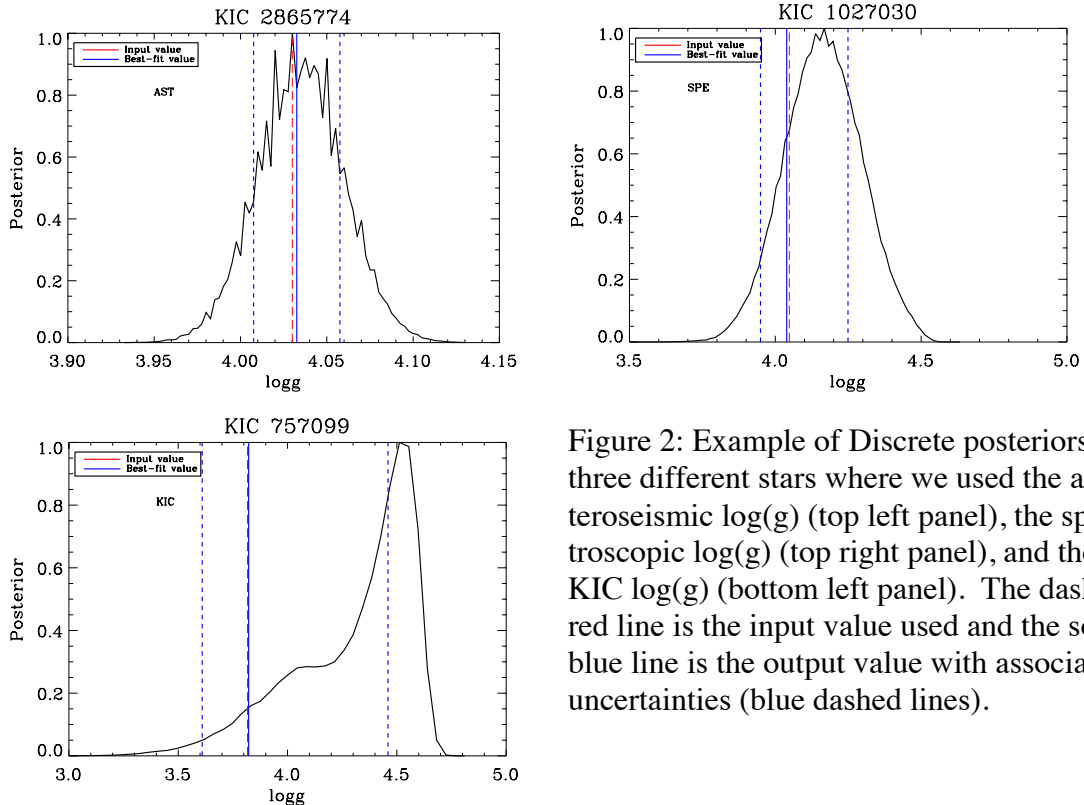 KIC 2865774
Input value
Best-fit value
AST
Posterior
1.0
0.8
0.6
0.4
0.2
0.0
3.90
4.00
4.05
4.10
4.15
logg
KIC 1027030
Input value
Best-fit value
SPE
Posterior
1.0
0.8
0.6
0.4
0.2
0.0
3.5
4.0
4.5
5.0
logg
KIC 757099
Input value
Best-fit value
KIC
Posterior
1.0
0.8
0.6
0.4
0.2
0.0
3.0
3.5
4.0
4.5
5.0
logg
Figure 2: Example of Discrete posteriors
three different stars where we used the a
teroseismic log(g) (top left panel), the sp
troscopic log(g) (top right panel), and the
KIC log(g) (bottom left panel). The dash
red line is the input value used and the so
blue line is the output value with associa
uncertainties (blue dashed lines).